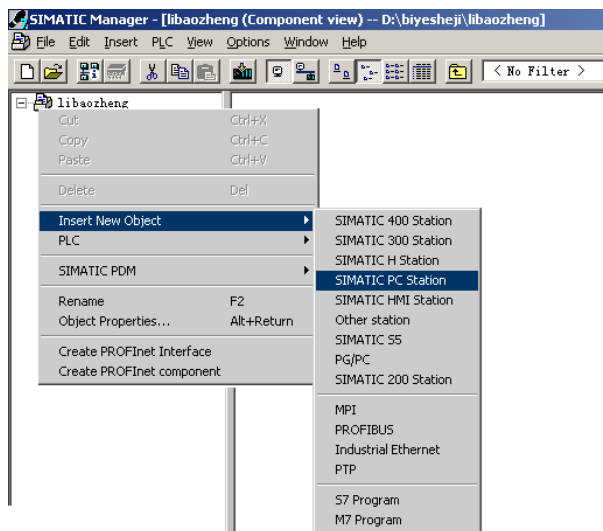 SIMATIC Manager - [libaozheng (Component view) -- D:\biyesheji\libaozheng]
File Edit Insert PLC View Options Window Help
< No Filter >
libaozheng
Cut Ctrl+X
Copy Ctrl+C
Paste Ctrl+V
Delete Del
Insert New Object
PLC
SIMATIC PDM
Rename F2
Object Properties... Alt+Return
Create PROFInet Interface
Create PROFInet component
SIMATIC 400 Station
SIMATIC 300 Station
SIMATIC H Station
SIMATIC PC Station
SIMATIC HMI Station
Other station
SIMATIC S5
PG/PC
SIMATIC 200 Station
MPI
PROFIBUS
Industrial Ethernet
PTP
S7 Program
M7 Program